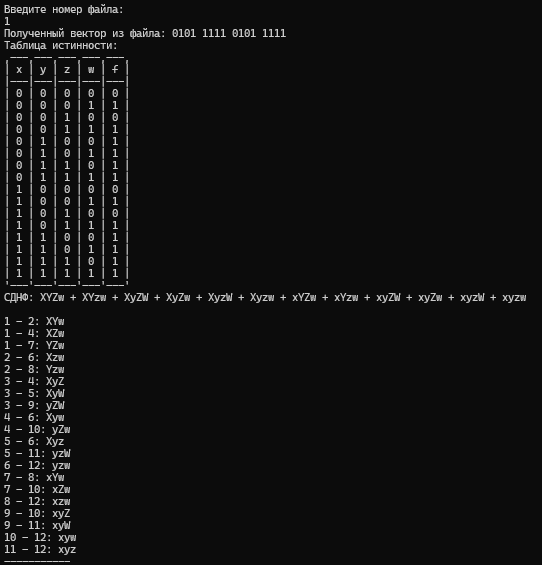 Введите номер файла:
1
Полученный вектор из файла: 0101 1111 0101 1111
Таблица истинности:
,———,———,———,———,———,
| x | y | z | w | f |
|———|———|———|———|———|
| 0 | 0 | 0 | 0 | 0 |
| 0 | 0 | 0 | 1 | 1 |
| 0 | 0 | 1 | 0 | 0 |
| 0 | 0 | 1 | 1 | 1 |
| 0 | 1 | 0 | 0 | 1 |
| 0 | 1 | 0 | 1 | 1 |
| 0 | 1 | 1 | 0 | 1 |
| 0 | 1 | 1 | 1 | 1 |
| 1 | 0 | 0 | 0 | 0 |
| 1 | 0 | 0 | 1 | 1 |
| 1 | 0 | 1 | 0 | 0 |
| 1 | 0 | 1 | 1 | 1 |
| 1 | 1 | 0 | 0 | 1 |
| 1 | 1 | 0 | 1 | 1 |
| 1 | 1 | 1 | 0 | 1 |
| 1 | 1 | 1 | 1 | 1 |
'———'———'———'———'———'
СДНФ: XYZw + XYzw + XyZW + XyZw + XyzW + Xyzw + xYZw + xYzw + xyZW + xyZw + xyzW + xyzw
1 - 2: XYw
1 - 4: XZw
1 - 7: YZw
2 - 6: Xzw
2 - 8: Yzw
3 - 4: XyZ
3 - 5: XyW
3 - 9: yZW
4 - 6: Xyw
4 - 10: yZw
5 - 6: Xyz
5 - 11: yzW
6 - 12: yzw
7 - 8: xYw
7 - 10: xZw
8 - 12: xzw
9 - 10: xyZ
9 - 11: xyW
10 - 12: xyw
11 - 12: xyz
———————————